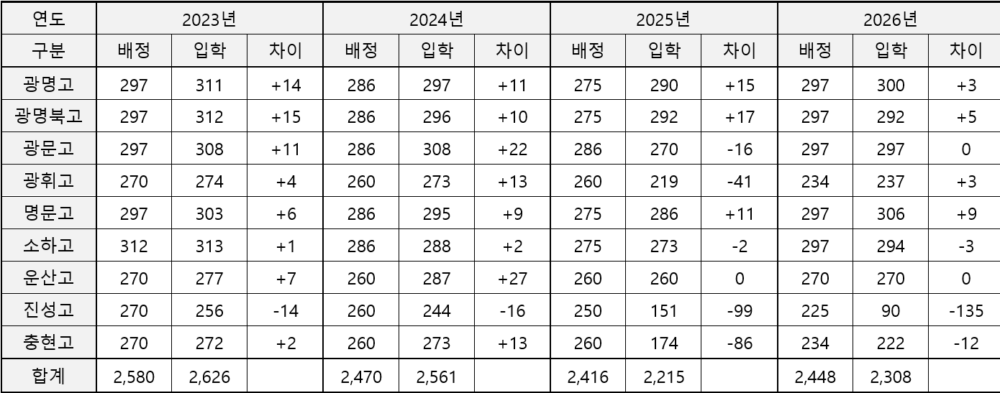 연도 2023년 2024년 2025년 2026년
구분 배정 입학 차이 배정 입학 차이 배정 입학 차이 배정 입학 차이
광명고 297 311 +14 286 297 +11 275 290 +15 297 300 +3
광명북고 297 312 +15 286 296 +10 275 292 +17 297 292 +5
광문고 297 308 +11 286 308 +22 286 270 -16 297 297 0
광휘고 270 274 +4 260 273 +13 260 219 -41 234 237 +3
명문고 297 303 +6 286 295 +9 275 286 +11 297 306 +9
소하고 312 313 +1 286 288 +2 275 273 -2 297 294 -3
운산고 270 277 +7 260 287 +27 260 260 0 270 270 0
진성고 270 256 -14 260 244 -16 250 151 -99 225 90 -135
충현고 270 272 +2 260 273 +13 260 174 -86 234 222 -12
합계 2,580 2,626 2,470 2,561 2,416 2,215 2,448 2,308